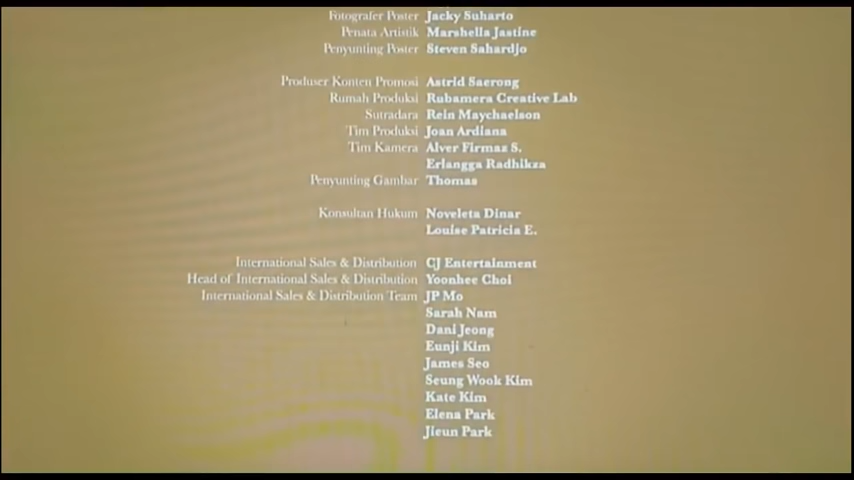 Fotografer Poster Jacky Suharto
Penata Artistik Marshella Jastine
Penyunting Poster Steven Sahardjo
Produser Konten Promosi Astrid Saerong
Rumah Produksi Rubamera Creative Lab
Sutradara Rein Maychaelson
Tim Produksi Joan Ardiana
Tim Kamera Alver Firmaz S.
Erlangga Radhikza
Penyunting Gambar Thomas
Konsultan Hukum Noveleta Dinar
Louise Patricia E.
International Sales & Distribution CJ Entertainment
Head of International Sales & Distribution Yoonhee Choi
International Sales & Distribution Team JP Mo
Sarah Nam
Dani Jeong
Eunji Kim
James Seo
Seung Wook Kim
Kate Kim
Elena Park
Jieun Park